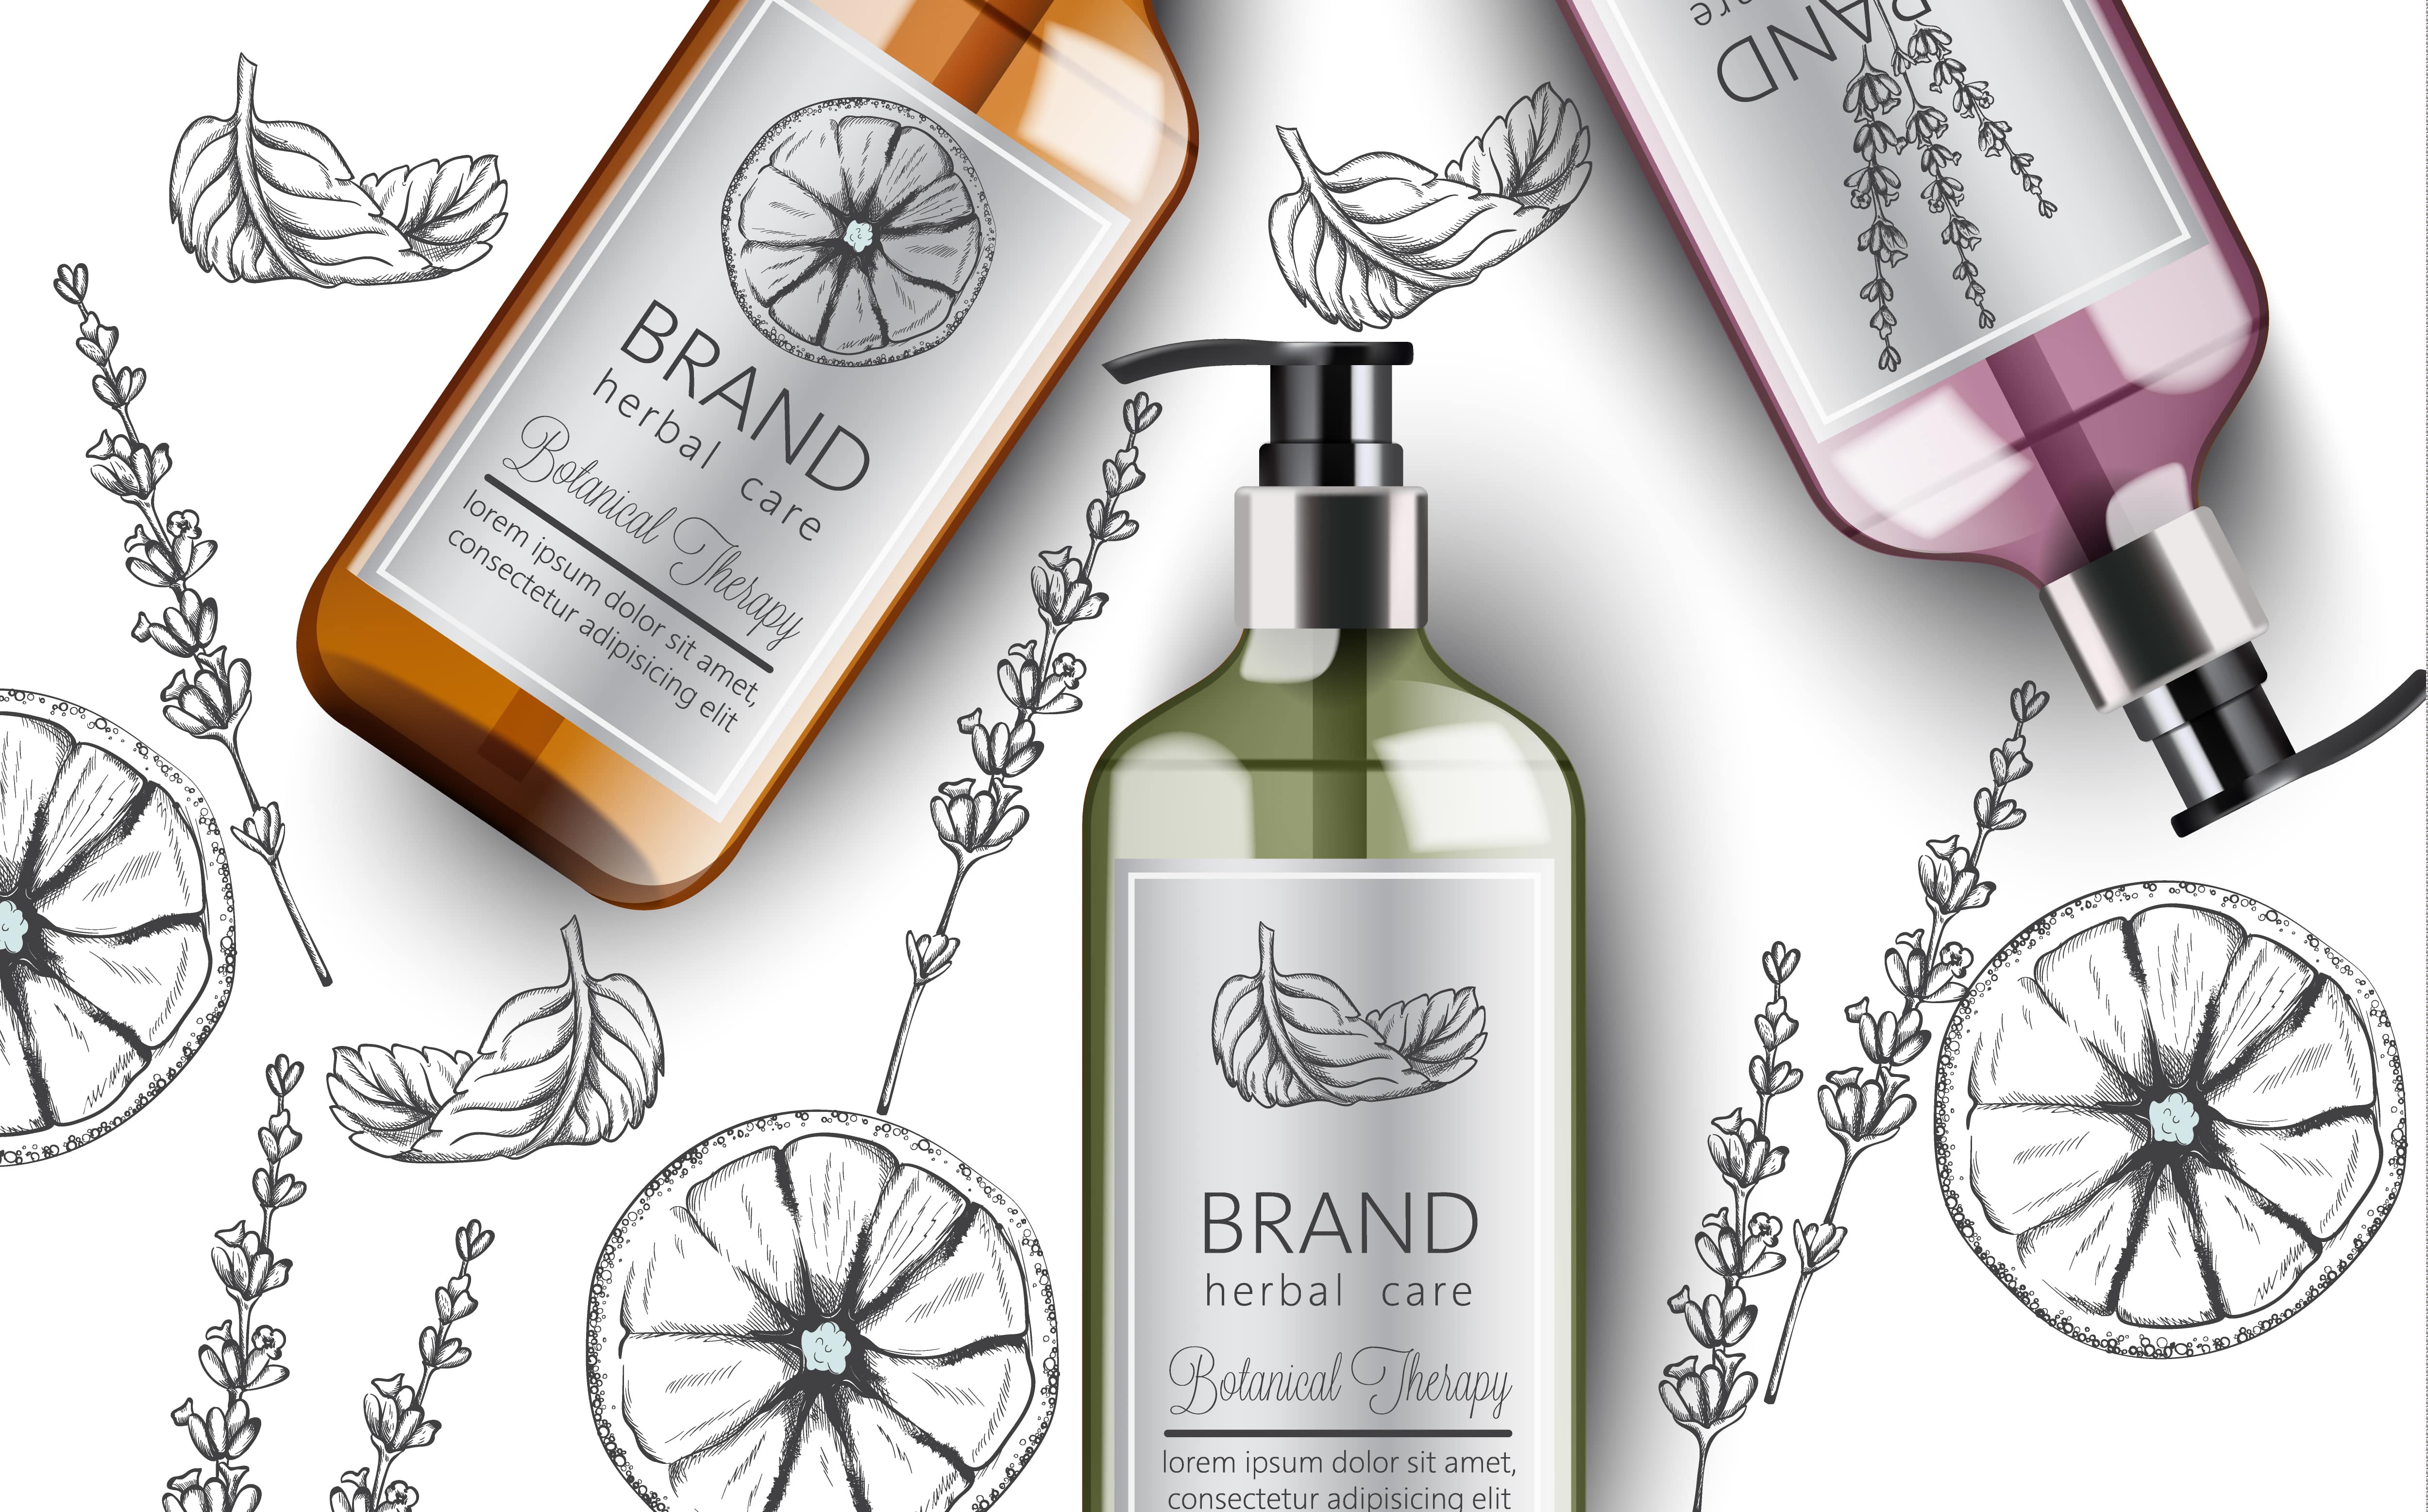 BRAND
herbal care
Botanical Therapy
lorem ipsum dolor sit amet,
consectetur adipisicing elit
BRAND
herbal care
Botanical Therapy
lorem ipsum dolor sit amet,
consectetur adipisicing elit